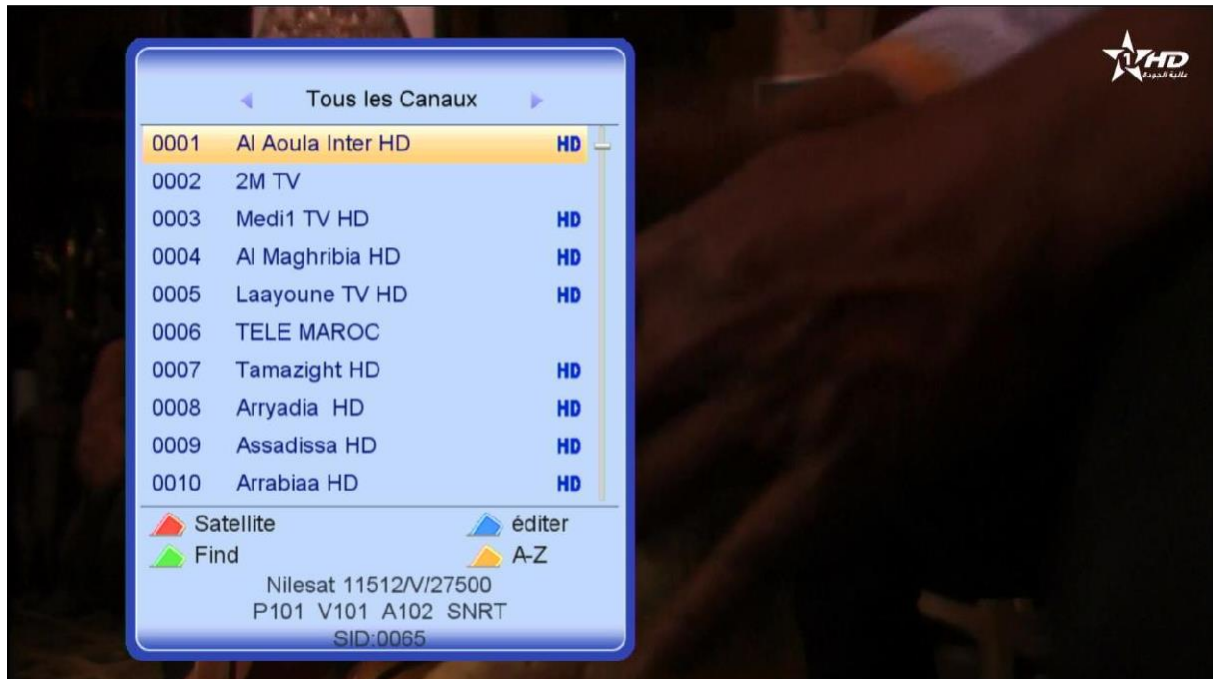 Tous les Canaux
0001 Al Aoula Inter HD HD
0002 2M TV
0003 Medi1 TV HD HD
0004 Al Maghribia HD HD
0005 Laayoune TV HD HD
0006 TELE MAROC
0007 Tamazight HD HD
0008 Arryadia HD HD
0009 Assadissa HD HD
0010 Arrabiaa HD HD
Satellite éditer
Find A-Z
Nilesat 11512/V/27500
P101 V101 A102 SNRT
SID:0065
1 HD
عالية الجودة